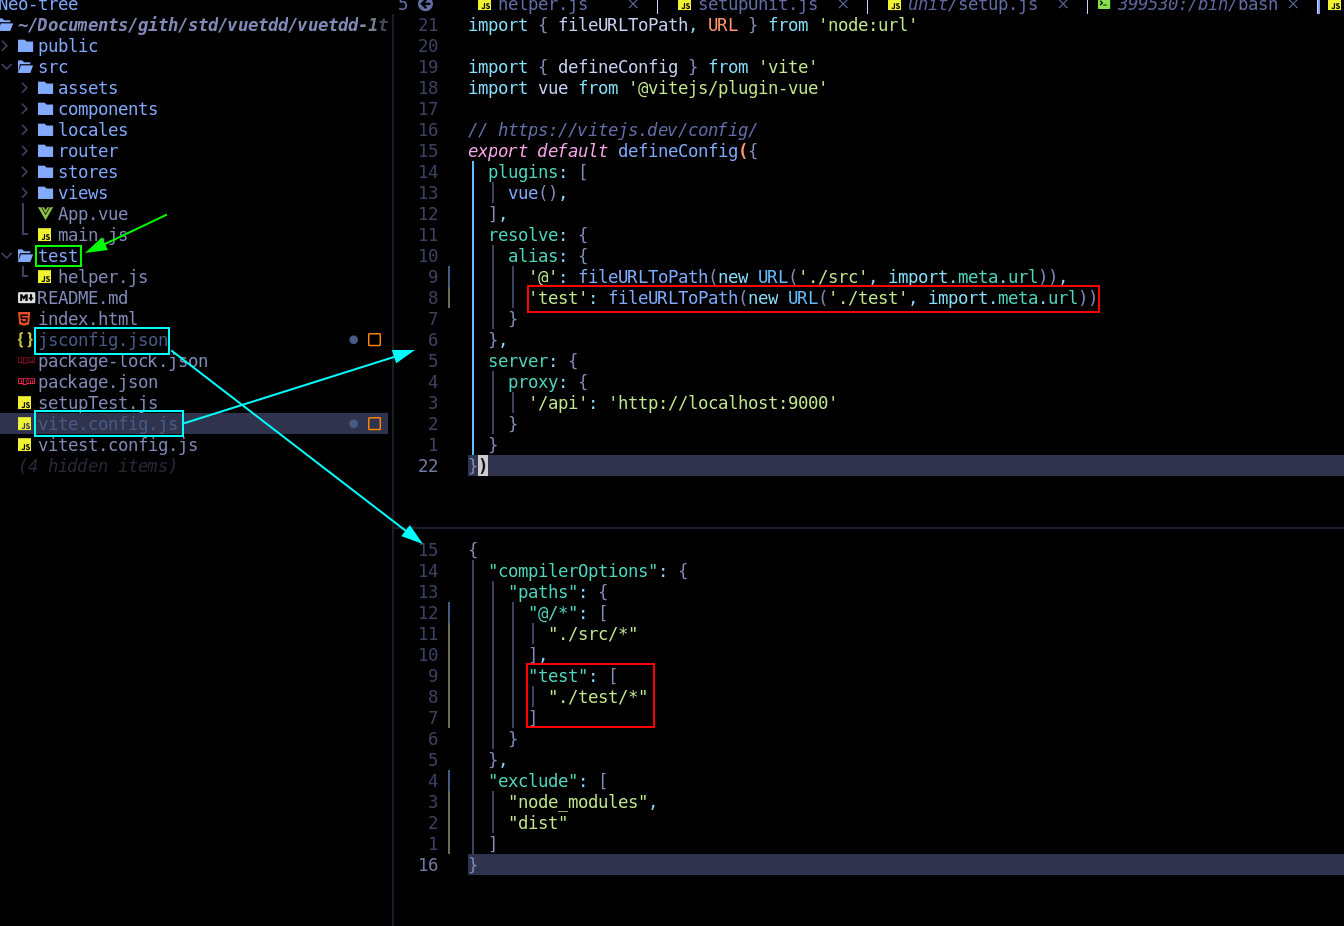 Neo-tree
~/Documents/gith/std/vuetdd/vuetdd-1t
public
src
assets
components
locales
router
stores
views
App.vue
main.js
test
helper.js
README.md
index.html
jsconfig.json
package-lock.json
package.json
setupTest.js
vite.config.js
vitest.config.js
(4 hidden items)
5 helper.js × setupUnit.js × unit/setup.js × 399530:/bin/bash ×
21 import { fileURLToPath, URL } from 'node:url'
20
19 import { defineConfig } from 'vite'
18 import vue from '@vitejs/plugin-vue'
17
16 // https://vitejs.dev/config/
15 export default defineConfig({
14 plugins: [
13 vue(),
12 ],
11 resolve: {
10 alias: {
9 '@': fileURLToPath(new URL('./src', import.meta.url)),
8 'test': fileURLToPath(new URL('./test', import.meta.url))
7 }
6 },
5 server: {
4 proxy: {
3 '/api': 'http://localhost:9000'
2 }
1 }
22 })
15 {
14 "compilerOptions": {
13 "paths": {
12 "@/*": [
11 "./src/*"
10 ],
9 "test": [
8 "./test/*"
7 ]
6 }
5 },
4 "exclude": [
3 "node_modules",
2 "dist"
1 ]
16 }